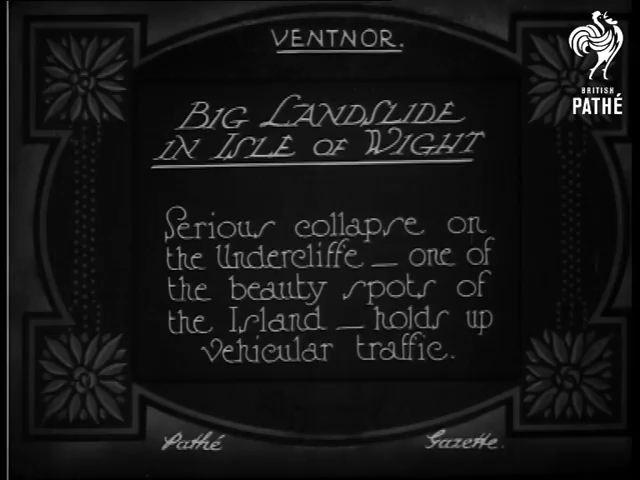 VENTNOR.
BRITISH
PATHÉ
BIG LANDSLIDE
IN ISLE OF WIGHT
Serious collapse on
the Undercliffe — one of
the beauty spots of
the Island — holds up
vehicular traffic.
Pathé Gazette.